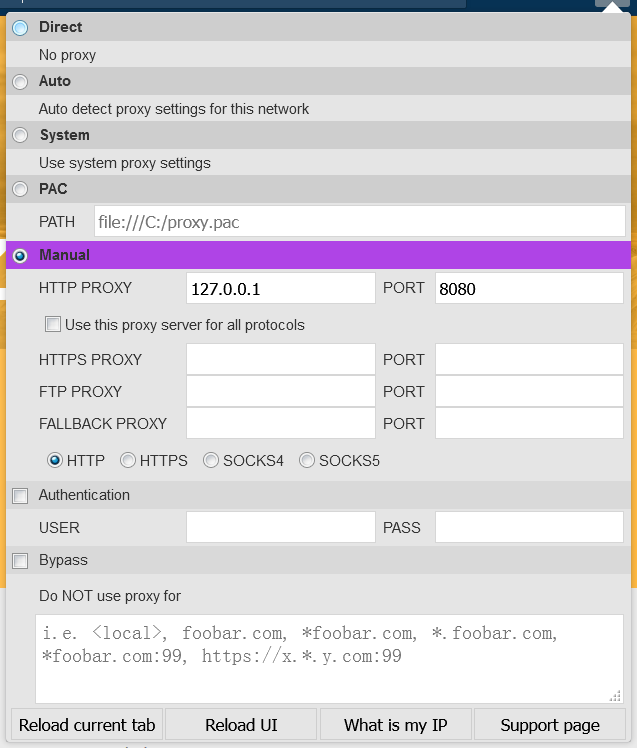 Direct
No proxy
Auto
Auto detect proxy settings for this network
System
Use system proxy settings
PAC
PATH file:///C:/proxy.pac
Manual
HTTP PROXY 127.0.0.1 PORT 8080
Use this proxy server for all protocols
HTTPS PROXY PORT
FTP PROXY PORT
FALLBACK PROXY PORT
HTTP HTTPS SOCKS4 SOCKS5
Authentication
USER PASS
Bypass
Do NOT use proxy for
i.e. <local>, foobar.com, *foobar.com, *.foobar.com,
*foobar.com:99, https://x.*.y.com:99
Reload current tab Reload UI What is my IP Support page